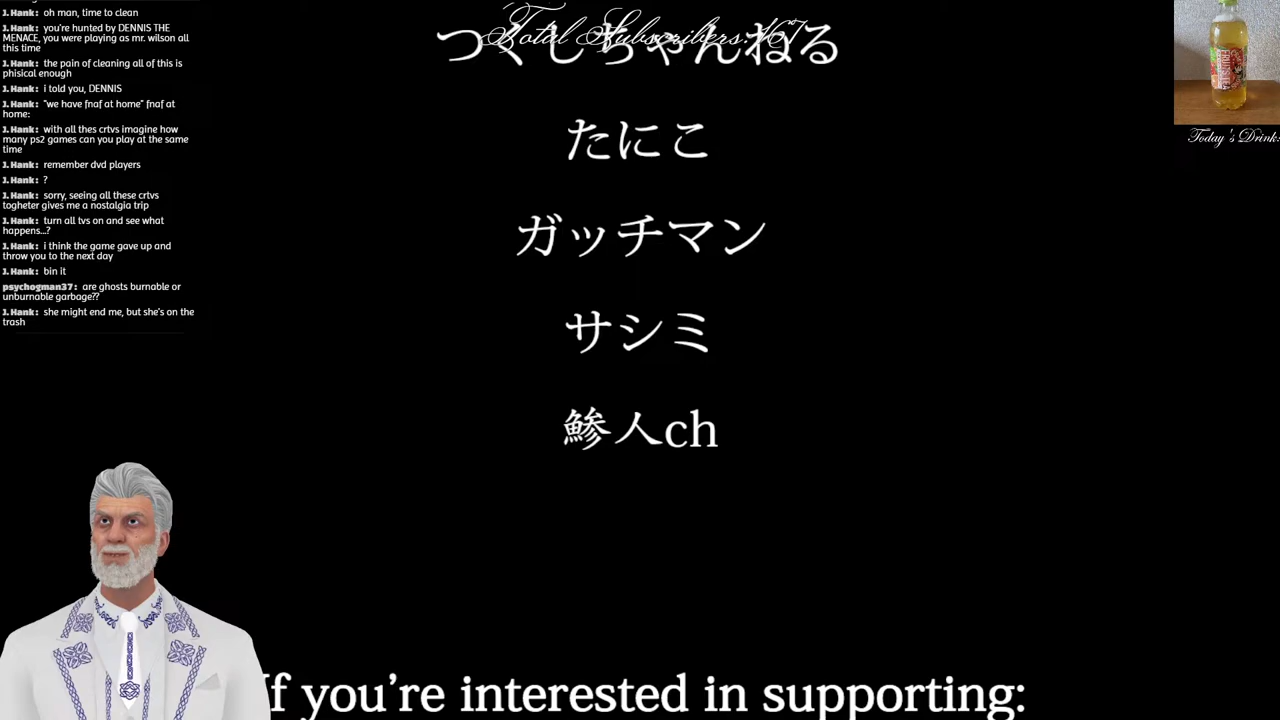 J.Hank: oh man, time to clean
J.Hank: you're hunted by DENNIS THE
MENACE, you were playing as mr. wilson all
this time
J.Hank: the pain of cleaning all of this is
phisical enough
J.Hank: i told you, DENNIS
J.Hank: "we have fnaf at home" fnaf at
home:
J.Hank: with all thes crtvs imagine how
many ps2 games can you play at the same
time
J.Hank: remember dvd players
J.Hank: ?
J.Hank: sorry, seeing all these crtvs
togheter gives me a nostalgia trip
J.Hank: turn all tvs on and see what
happens...?
J.Hank: i think the game gave up and
throw you to the next day
J.Hank: bin it
psychogman37: are ghosts burnable or
unburnable garbage??
J.Hank: she might end me, but she's on the
trash
Total Subscribers: 167
つくしちゃんねる
たにこ
ガッチマン
サシミ
鯵人ch
If you're interested in supporting:
FRUITS TEA
Today's Drink: